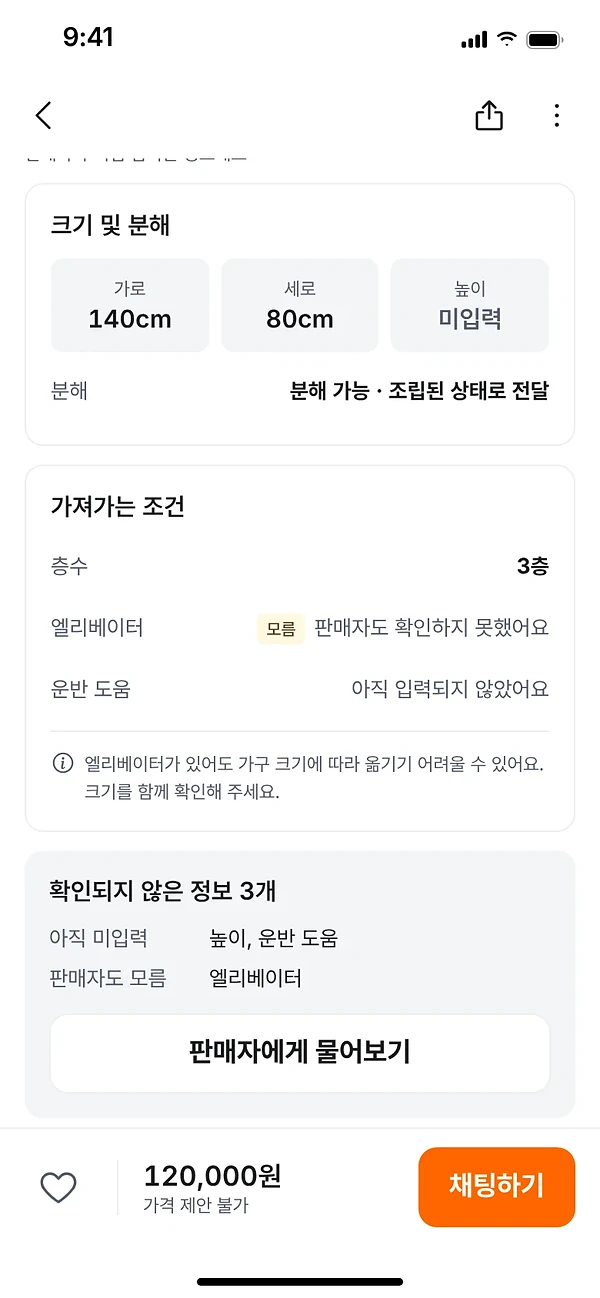 9:41
크기 및 분해
가로
140cm
세로
80cm
높이
미입력
분해
분해 가능 · 조립된 상태로 전달
가져가는 조건
층수
3층
엘리베이터
모름 판매자도 확인하지 못했어요
운반 도움
아직 입력되지 않았어요
엘리베이터가 있어도 가구 크기에 따라 옮기기 어려울 수 있어요.
크기를 함께 확인해 주세요.
확인되지 않은 정보 3개
아직 미입력 높이, 운반 도움
판매자도 모름 엘리베이터
판매자에게 물어보기
120,000원
가격 제안 불가
채팅하기